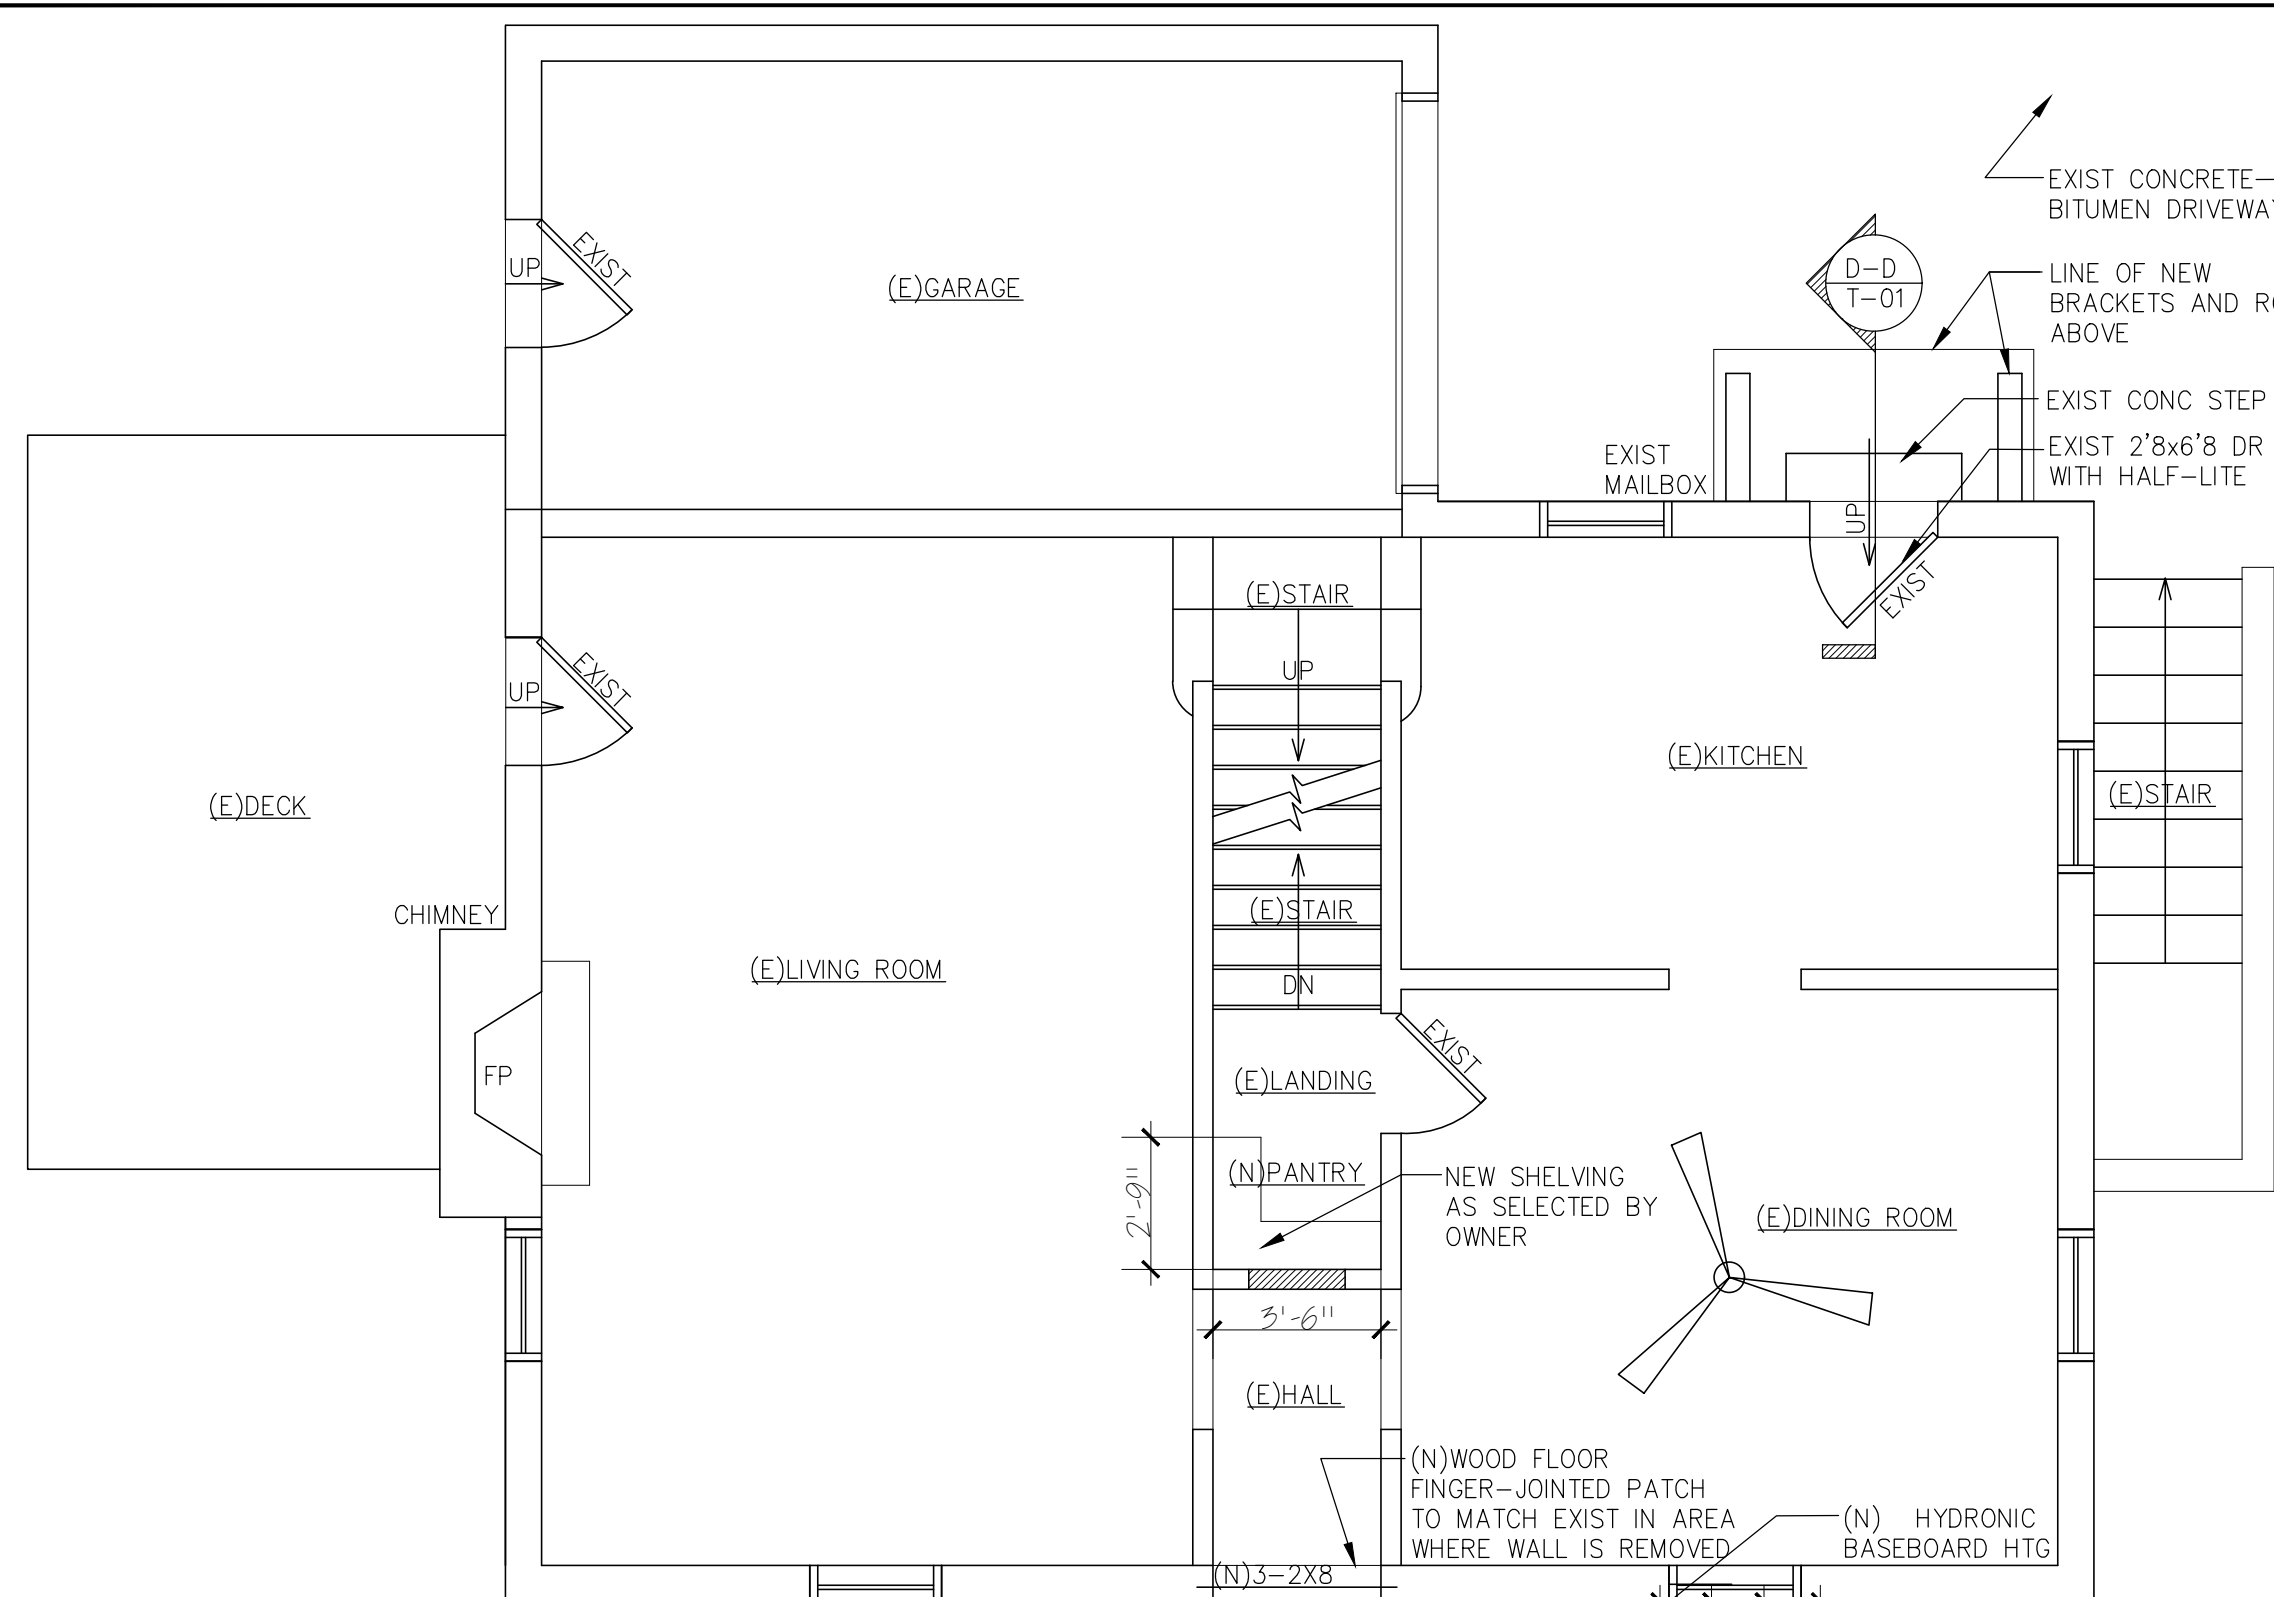 EXIST CONCRETE-
BITUMEN DRIVEWAY
UP
EXIST
(E)GARAGE
D-D
T-01
LINE OF NEW
BRACKETS AND
ABOVE
EXIST CONC STEP
EXIST 2'8x6'8 DR
WITH HALF-LITE
EXIST
MAILBOX
UP
EXIST
(E)STAIR
UP
UP
EXIST
(E)KITCHEN
(E)DECK
(E)STAIR
CHIMNEY
(E)STAIR
(E)LIVING ROOM
DN
EXIST
FP
(E)LANDING
(N)PANTRY
2'-9"
NEW SHELVING
AS SELECTED BY
OWNER
(E)DINING ROOM
3'-6"
(E)HALL
(N)WOOD FLOOR
FINGER-JOINTED PATCH
TO MATCH EXIST IN AREA
WHERE WALL IS REMOVED
(N) HYDRONIC
BASEBOARD HTG
(N)3-2X8